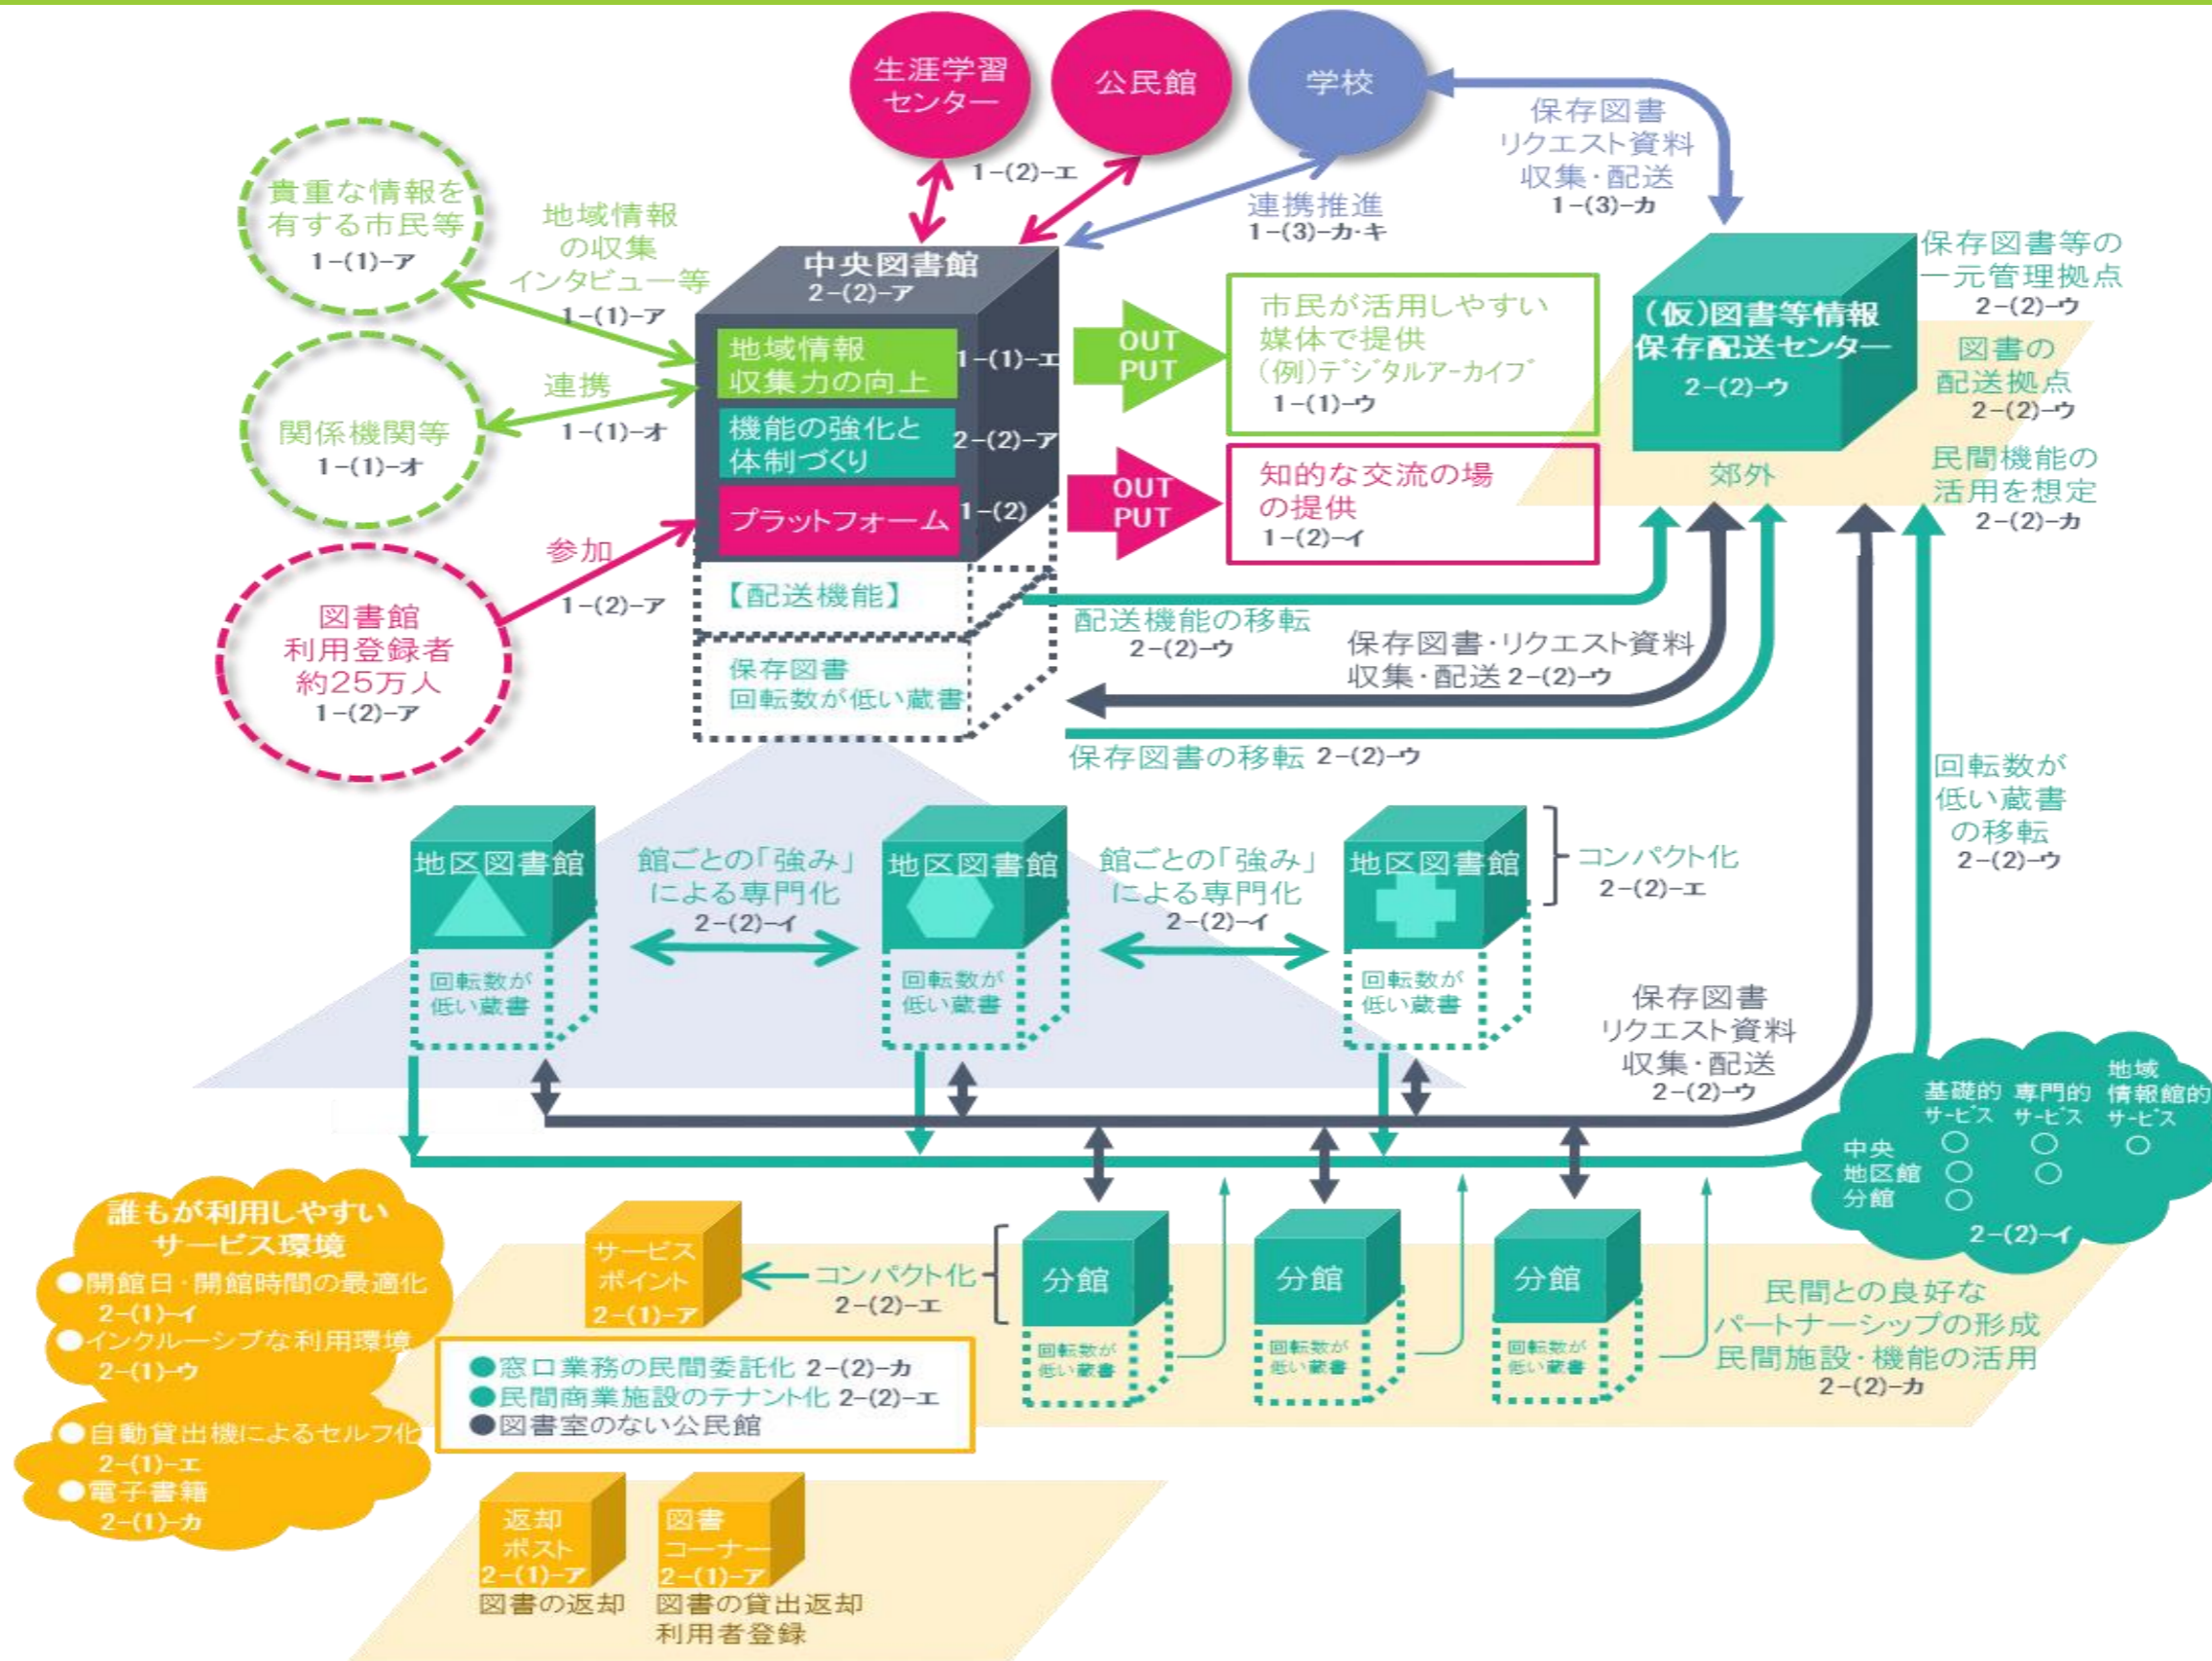 生涯学習
センター
公民館
学校
1-(2)-エ
保存図書
リクエスト資料
収集・配送
1-(3)-カ
連携推進
1-(3)-カ・キ
貴重な情報を
有する市民等
1-(1)-ア
地域情報
の収集
インタビュー等
1-(1)-ア
関係機関等
1-(1)-オ
連携
1-(1)-オ
図書館
利用登録者
約25万人
1-(2)-ア
参加
1-(2)-ア
中央図書館
2-(2)-ア
地域情報
収集力の向上
1-(1)-エ
機能の強化と
体制づくり
2-(2)-ア
プラットフォーム
1-(2)
【配送機能】
保存図書
回転数が低い蔵書
OUT
PUT
市民が活用しやすい
媒体で提供
(例)デジタルアーカイブ
1-(1)-ウ
OUT
PUT
知的な交流の場
の提供
1-(2)-イ
(仮)図書等情報
保存配送センター
2-(2)-ウ
郊外
保存図書等の
一元管理拠点
2-(2)-ウ
図書の
配送拠点
2-(2)-ウ
民間機能の
活用を想定
2-(2)-カ
配送機能の移転
2-(2)-ウ
保存図書・リクエスト資料
収集・配送 2-(2)-ウ
保存図書の移転 2-(2)-ウ
回転数が
低い蔵書
の移転
2-(2)-ウ
地区図書館
回転数が
低い蔵書
館ごとの「強み」
による専門化
2-(2)-イ
地区図書館
回転数が
低い蔵書
館ごとの「強み」
による専門化
2-(2)-イ
地区図書館
回転数が
低い蔵書
コンパクト化
2-(2)-エ
保存図書
リクエスト資料
収集・配送
2-(2)-ウ
基礎的
サービス
専門的
サービス
地域
情報館的
サービス
中央 ○ ○ ○
地区館 ○ ○
分館 ○
2-(2)-イ
誰もが利用しやすい
サービス環境
●開館日・開館時間の最適化
2-(1)-イ
●インクルーシブな利用環境
2-(1)-ウ
●自動貸出機によるセルフ化
2-(1)-エ
●電子書籍
2-(1)-カ
サービス
ポイント
2-(1)-ア
コンパクト化
2-(2)-エ
分館
回転数が
低い蔵書
分館
回転数が
低い蔵書
分館
回転数が
低い蔵書
民間との良好な
パートナーシップの形成
民間施設・機能の活用
2-(2)-カ
●窓口業務の民間委託化 2-(2)-カ
●民間商業施設のテナント化 2-(2)-エ
●図書室のない公民館
返却
ポスト
2-(1)-ア
図書の返却
図書
コーナー
2-(1)-ア
図書の貸出返却
利用者登録